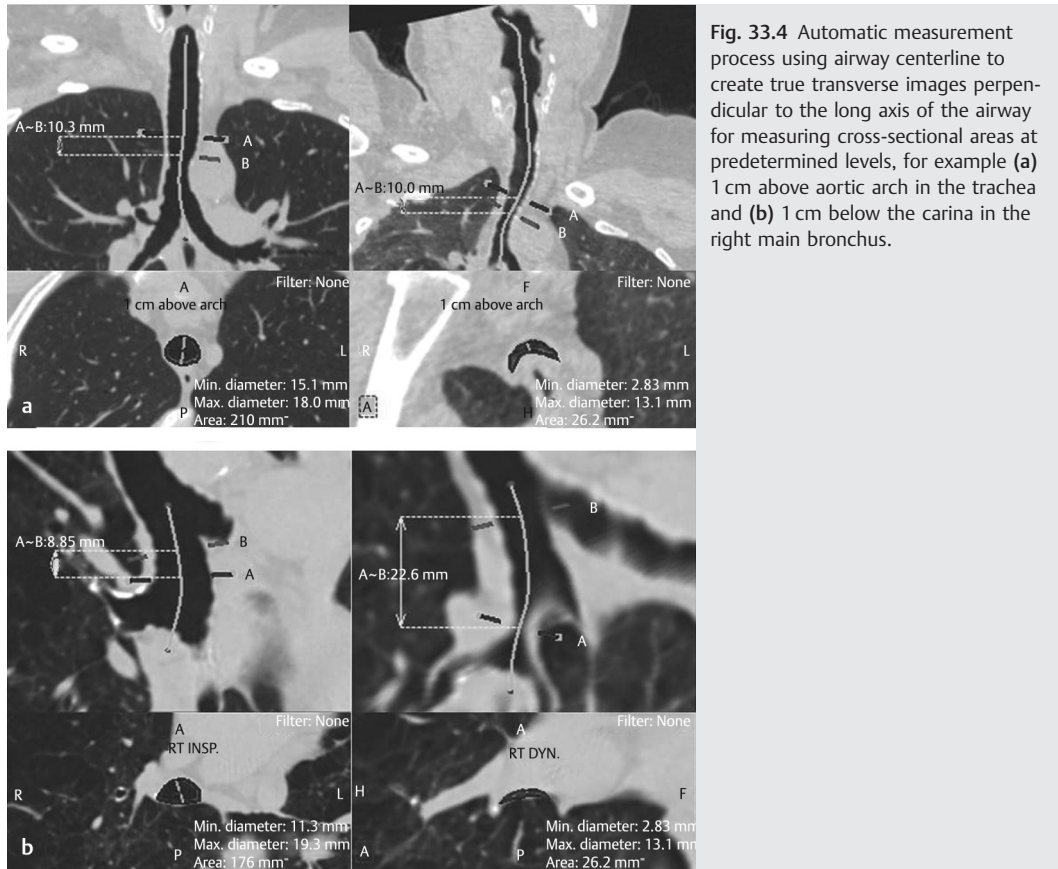 A~B:10.3 mm
A
B
A
1 cm above arch
Filter: None
R
L
Min. diameter: 15.1 mm
Max. diameter: 18.0 mm
Area: 210 mm
P
a
A~B:10.0 mm
A
B
F
1 cm above arch
Filter: None
R
L
Min. diameter: 2.83 mm
Max. diameter: 13.1 mm
Area: 26.2 mm
H
A
A~B:8.85 mm
B
A
A
RT INSP.
Filter: None
R
L
Min. diameter: 11.3 mm
Max. diameter: 19.3 mm
Area: 176 mm
P
b
A~B:22.6 mm
B
A
A
RT DYN.
Filter: None
H
F
Min. diameter: 2.83 mm
Max. diameter: 13.1 mm
Area: 26.2 mm
P
A
Fig. 33.4 Automatic measurement
process using airway centerline to
create true transverse images perpen-
dicular to the long axis of the airway
for measuring cross-sectional areas at
predetermined levels, for example (a)
1 cm above aortic arch in the trachea
and (b) 1 cm below the carina in the
right main bronchus.